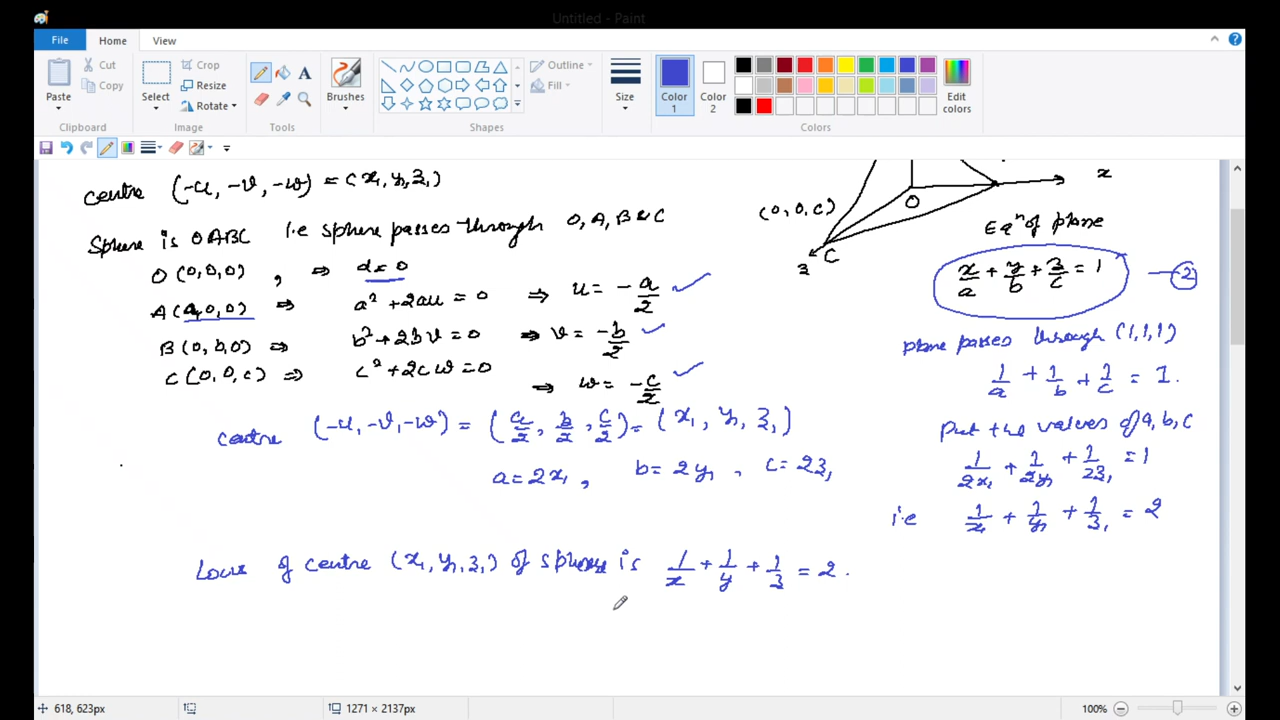 Untitled - Paint
File Home View
Paste Cut Copy Clipboard
Select Crop Resize Rotate Image
Tools
Brushes
Shapes Outline Fill
Size
Color 1 Color 2 Edit colors Colors
centre (-u, -v, -w) = (x₁, y₁, z₁)
Sphere is OABC i.e sphere passes through O, A, B & C
O (0,0,0) , ⇒ d = 0
A (a,0,0) ⇒ a² + 2au = 0 ⇒ u = -a/2
B (0, b, 0) ⇒ b² + 2bv = 0 ⇒ v = -b/2
C (0, 0, c) ⇒ c² + 2cw = 0 ⇒ w = -c/2
centre (-u, -v, -w) = (a/2, b/2, c/2) = (x₁, y₁, z₁)
a = 2x₁, b = 2y₁, c = 2z₁
x
(0, 0, c) O
z C
Eqⁿ of plane
x/a + y/b + z/c = 1 — 2
plane passes through (1,1,1)
1/a + 1/b + 1/c = 1.
Put the values of a, b, c
1/2x₁ + 1/2y₁ + 1/2z₁ = 1
i.e 1/x₁ + 1/y₁ + 1/z₁ = 2
Locus of centre (x₁, y₁, z₁) of sphere is 1/x + 1/y + 1/z = 2.
618, 623px 1271 × 2137px 100%